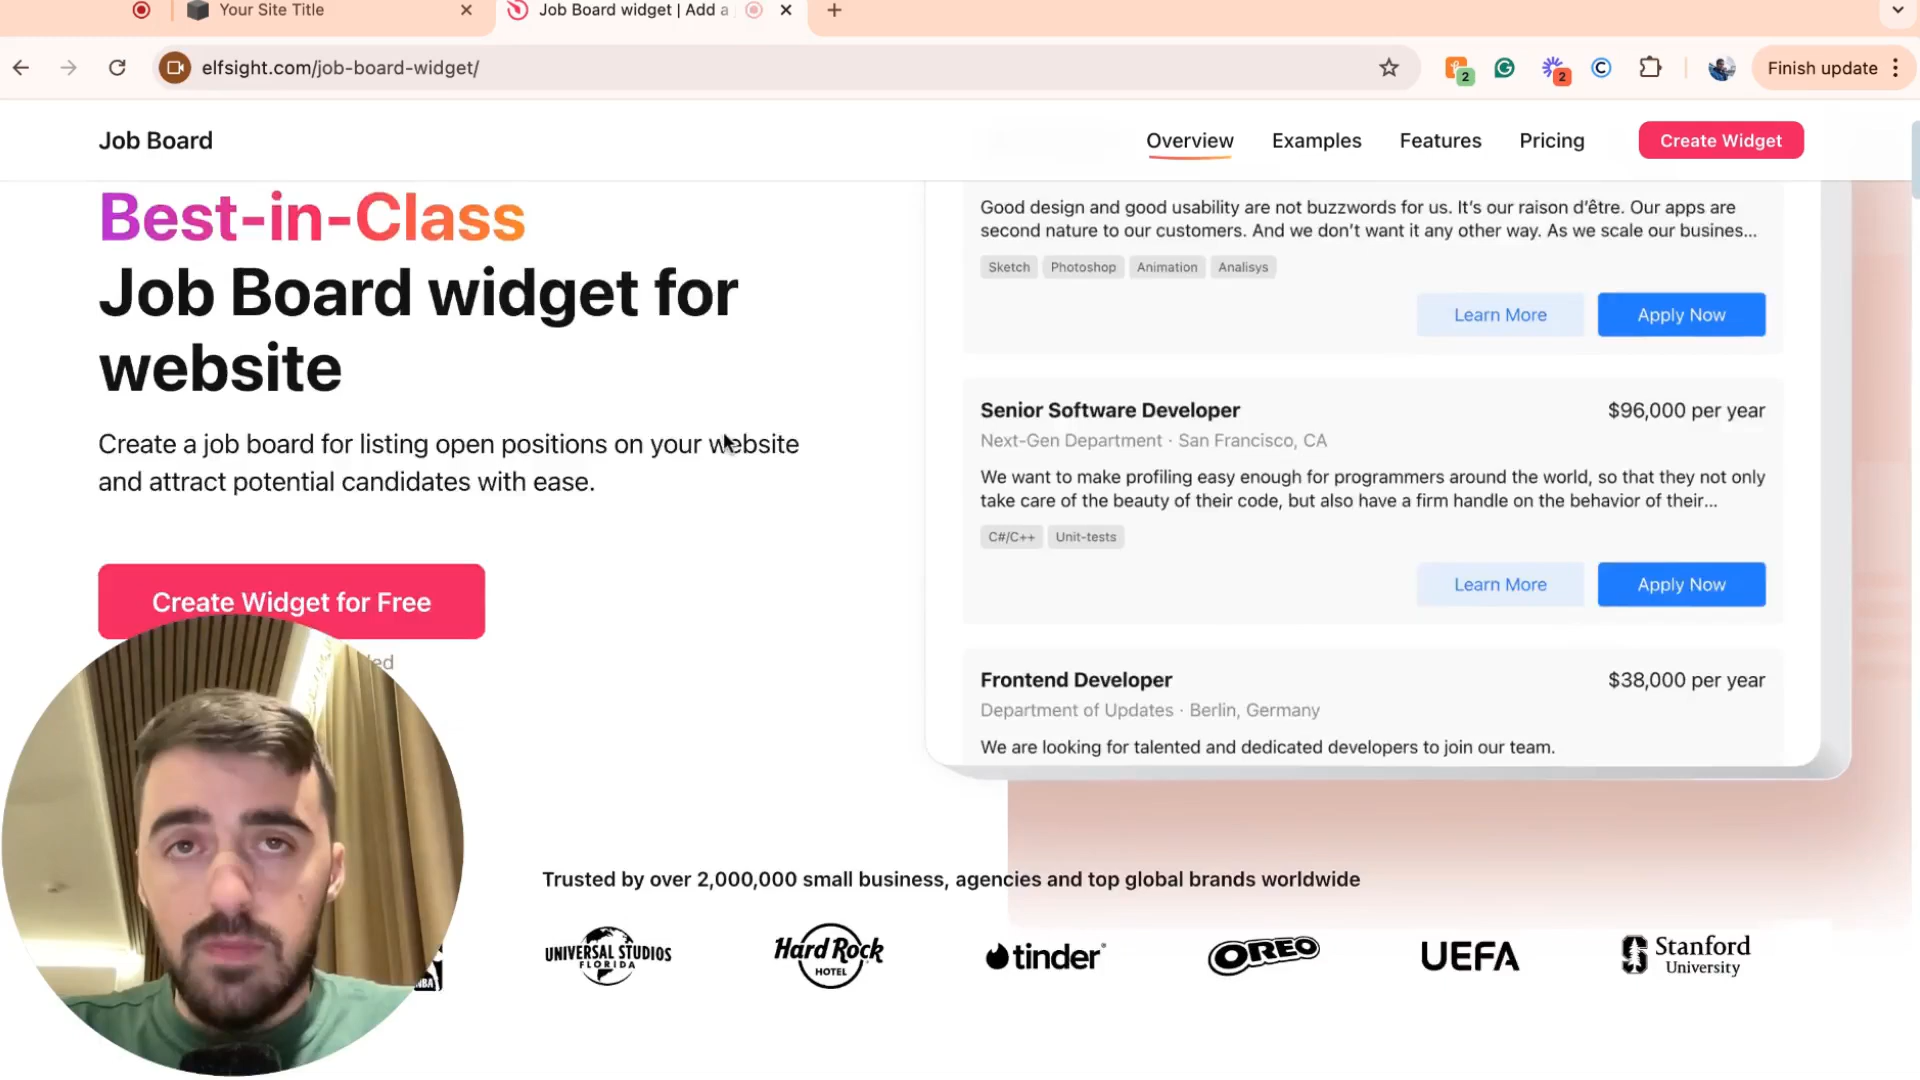 Your Site Title
Job Board widget | Add a
elfsight.com/job-board-widget/
2
2
Finish update
Job Board
Overview
Examples
Features
Pricing
Create Widget
Best-in-Class
Job Board widget for
website
Create a job board for listing open positions on your website
and attract potential candidates with ease.
Create Widget for Free
ed
Good design and good usability are not buzzwords for us. It’s our raison d’être. Our apps are
second nature to our customers. And we don’t want it any other way. As we scale our busines...
Sketch
Photoshop
Animation
Analisys
Learn More
Apply Now
Senior Software Developer
$96,000 per year
Next-Gen Department · San Francisco, CA
We want to make profiling easy enough for programmers around the world, so that they not only
take care of the beauty of their code, but also have a firm handle on the behavior of their...
C#/C++
Unit-tests
Learn More
Apply Now
Frontend Developer
$38,000 per year
Department of Updates · Berlin, Germany
We are looking for talented and dedicated developers to join our team.
Trusted by over 2,000,000 small business, agencies and top global brands worldwide
NBA
UNIVERSAL STUDIOS
FLORIDA
Hard Rock
HOTEL
tinder
OREO
UEFA
Stanford
University